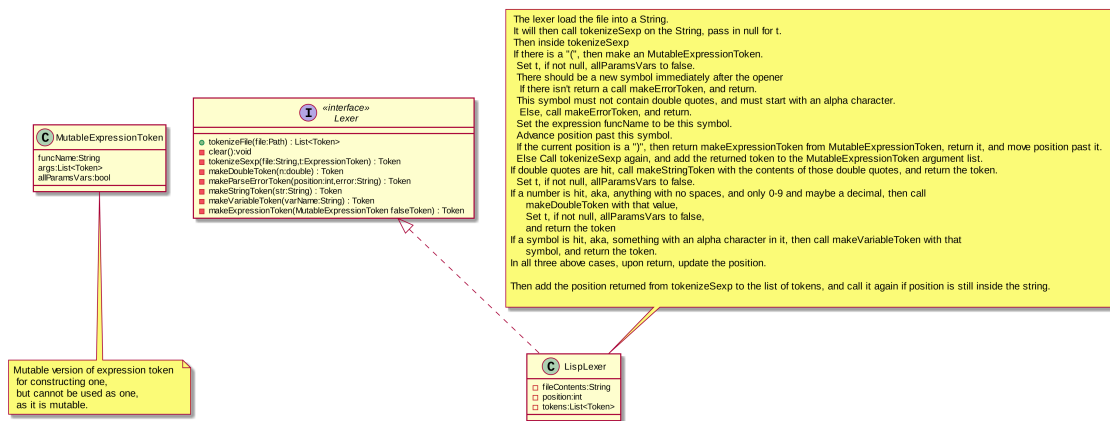 C MutableExpressionToken
funcName:String
args:List<Token>
allParamsVars:bool
Mutable version of expression token
for constructing one,
but cannot be used as one,
as it is mutable.
I «interface»
Lexer
tokenizeFile(file:Path) : List<Token>
clear():void
tokenizeSexp(file:String,t:ExpressionToken) : Token
makeDoubleToken(n:double) : Token
makeParseErrorToken(position:int,error:String) : Token
makeStringToken(str:String) : Token
makeVariableToken(varName:String) : Token
makeExpressionToken(MutableExpressionToken falseToken) : Token
The lexer load the file into a String.
It will then call tokenizeSexp on the String, pass in null for t.
Then inside tokenizeSexp
If there is a "(", then make an MutableExpressionToken.
Set t, if not null, allParamsVars to false.
There should be a new symbol immediately after the opener
If there isn't return a call makeErrorToken, and return.
This symbol must not contain double quotes, and must start with an alpha character.
Else, call makeErrorToken, and return.
Set the expression funcName to be this symbol.
Advance position past this symbol.
If the current position is a ")", then return makeExpressionToken from MutableExpressionToken, return it, and move position past it.
Else Call tokenizeSexp again, and add the returned token to the MutableExpressionToken argument list.
If double quotes are hit, call makeStringToken with the contents of those double quotes, and return the token.
Set t, if not null, allParamsVars to false.
If a number is hit, aka, anything with no spaces, and only 0-9 and maybe a decimal, then call
makeDoubleToken with that value,
Set t, if not null, allParamsVars to false,
and return the token
If a symbol is hit, aka, something with an alpha character in it, then call makeVariableToken with that
symbol, and return the token.
In all three above cases, upon return, update the position.
Then add the position returned from tokenizeSexp to the list of tokens, and call it again if position is still inside the string.
C LispLexer
fileContents:String
position:int
tokens:List<Token>